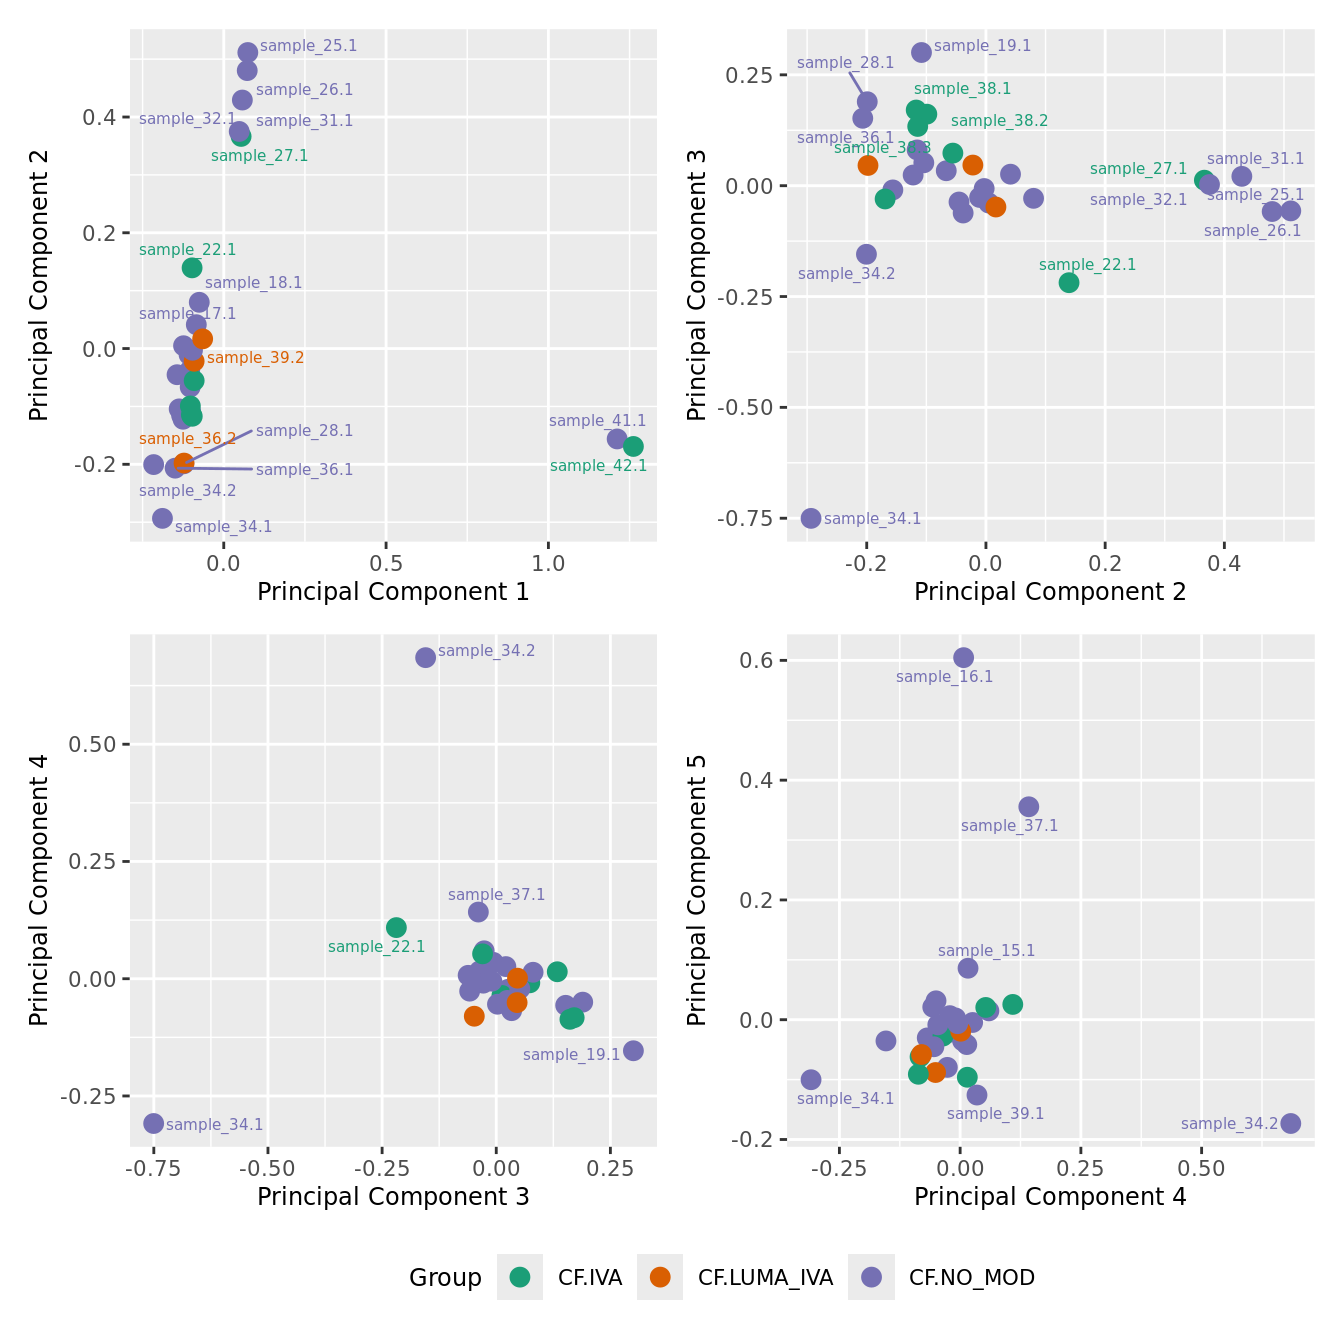 sample_25.1
sample_26.1
sample_32.1
sample_31.1
sample_27.1
sample_22.1
sample_18.1
sample_17.1
sample_39.2
sample_36.2
sample_28.1
sample_36.1
sample_34.2
sample_34.1
sample_41.1
sample_42.1
0.4
0.2
0.0
-0.2
0.0 0.5 1.0
Principal Component 1
Principal Component 2
sample_19.1
sample_28.1
sample_38.1
sample_38.2
sample_36.1
sample_38.3
sample_31.1
sample_27.1
sample_25.1
sample_32.1
sample_26.1
sample_22.1
sample_34.2
sample_34.1
0.25
0.00
-0.25
-0.50
-0.75
-0.2 0.0 0.2 0.4
Principal Component 2
Principal Component 3
sample_34.2
sample_37.1
sample_22.1
sample_19.1
sample_34.1
0.50
0.25
0.00
-0.25
-0.75 -0.50 -0.25 0.00 0.25
Principal Component 3
Principal Component 4
sample_16.1
sample_37.1
sample_15.1
sample_34.1
sample_39.1
sample_34.2
0.6
0.4
0.2
0.0
-0.2
-0.25 0.00 0.25 0.50
Principal Component 4
Principal Component 5
Group CF.IVA CF.LUMA_IVA CF.NO_MOD